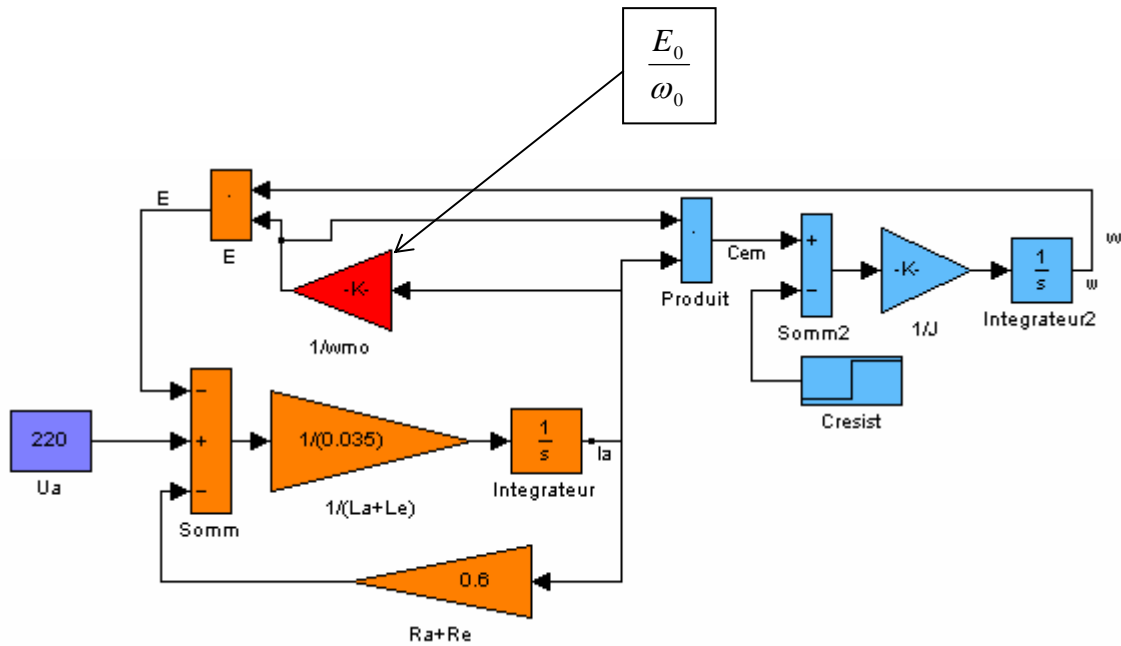 E₀
ω₀
E
.
E
.
Produit
Cem
+
−
Somm2
-K-
1/J
1
s
Integrateur2
w
w
-K-
1/wmo
Cresist
220
Ua
−
+
−
Somm
1/(0.035)
1/(La+Le)
1
s
Integrateur
Ia
0.6
Ra+Re